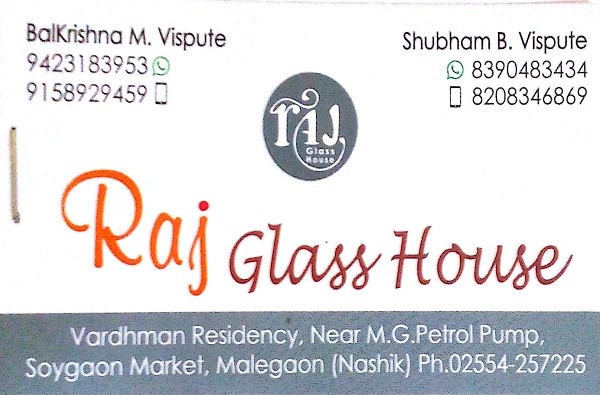 BalKrishna M. Vispute
9423183953
9158929459
Shubham B. Vispute
8390483434
8208346869
rAJ.
Glass
House
Raj Glass House
Vardhman Residency, Near M.G.Petrol Pump,
Soygaon Market, Malegaon (Nashik) Ph.02554-257225